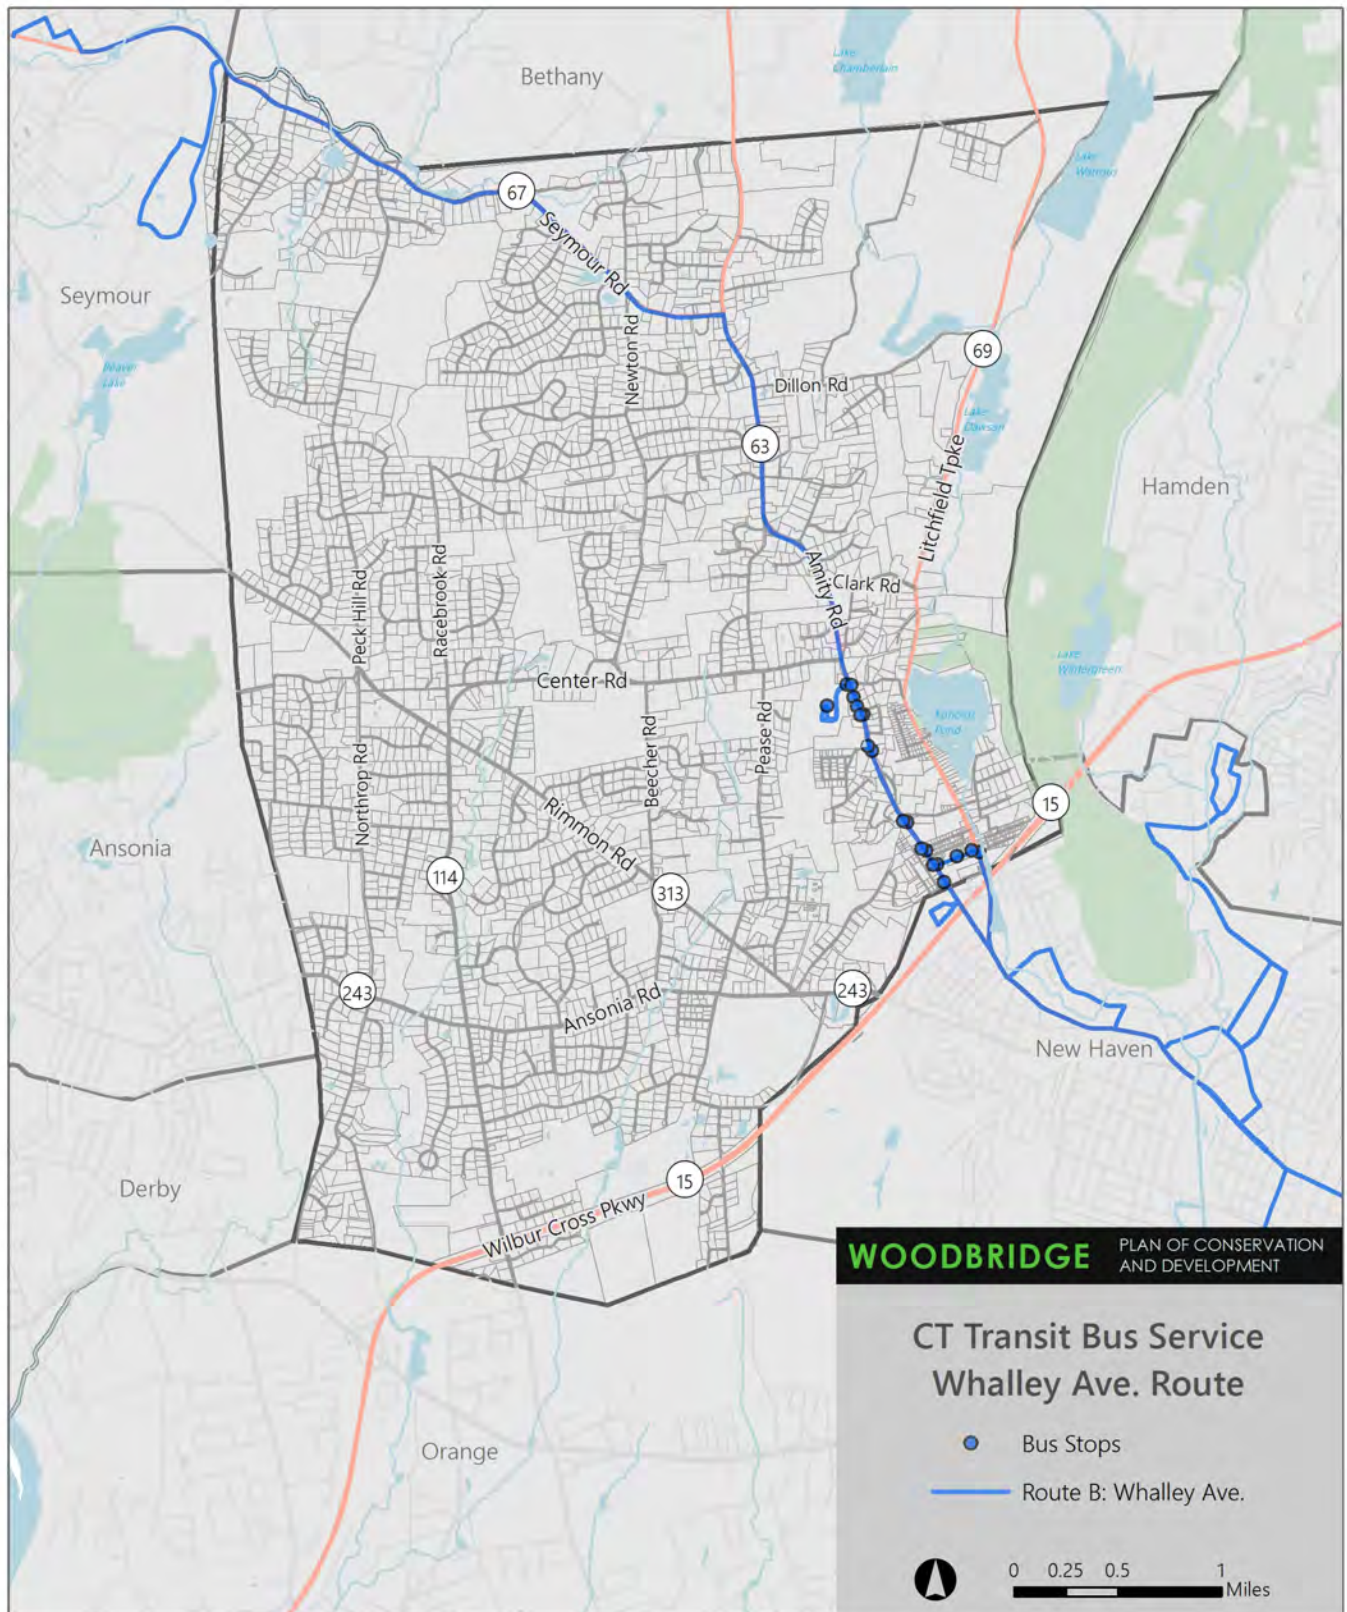 Bethany
Lake
Chamberlain
67
Seymour Rd
Lake
Watrous
Seymour
Beaver
Lake
Newton Rd
69
Dillon Rd
Lake
Dawson
63
Litchfield Tpke
Hamden
Racebrook Rd
Peck Hill Rd
Amity Rd
Clark Rd
Lake
Wintergreen
Center Rd
Konolds
Pond
Pease Rd
Beecher Rd
Northrop Rd
15
Rimmon Rd
Ansonia
114
313
243
Ansonia Rd
243
New Haven
Derby
15
Wilbur Cross Pkwy
Orange
WOODBRIDGE
PLAN OF CONSERVATION
AND DEVELOPMENT
CT Transit Bus Service
Whalley Ave. Route
Bus Stops
Route B: Whalley Ave.
0 0.25 0.5 1
Miles